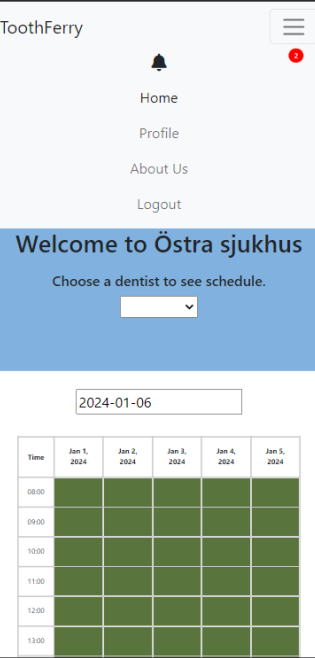 ToothFerry
2
Home
Profile
About Us
Logout
Welcome to Östra sjukhus
Choose a dentist to see schedule.
2024-01-06
Time Jan 1, 2024 Jan 2, 2024 Jan 3, 2024 Jan 4, 2024 Jan 5, 2024
08:00
09:00
10:00
11:00
12:00
13:00